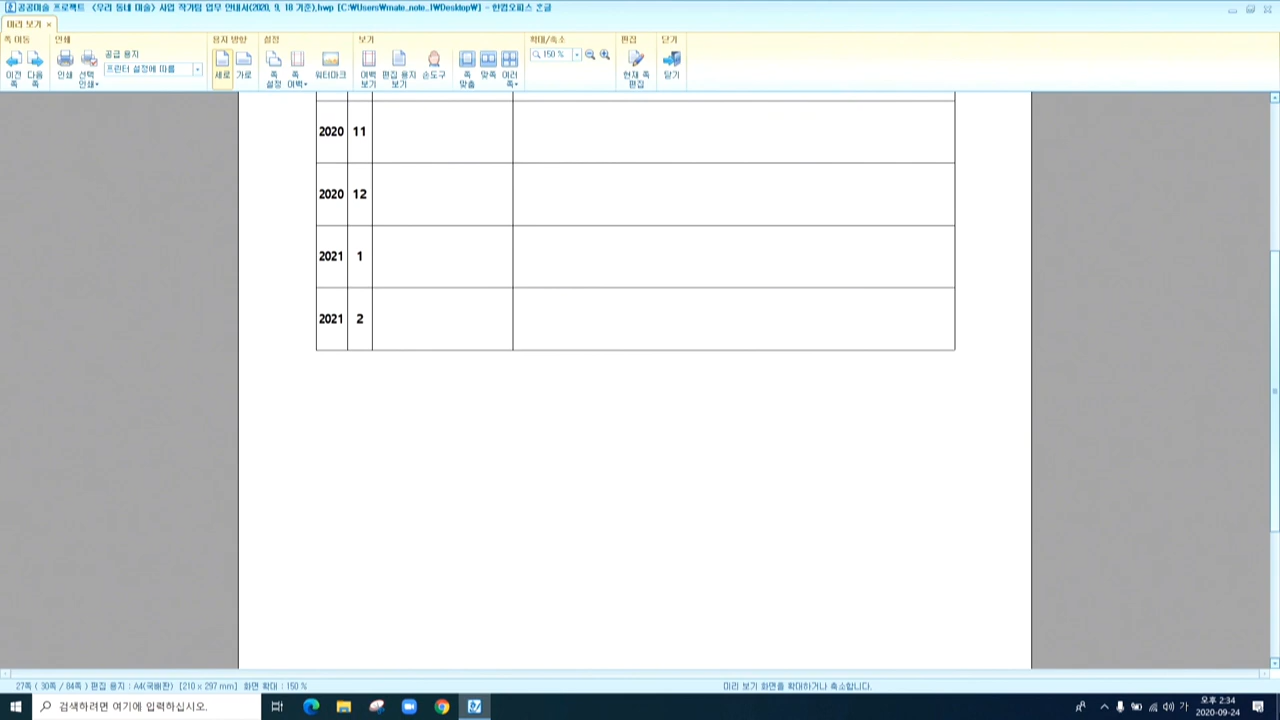 공공미술 프로젝트 <우리 동네 미술> 사업 작가팀 업무 안내서(2020. 9. 18 기준).hwp [C:\Users\mate_note_1\Desktop\] - 한컴오피스 한글
미리 보기 ×
쪽 이동 인쇄 용지 방향 설정 보기 확대/축소 편집 닫기
이전 쪽 다음 쪽 인쇄 선택 인쇄 공급 용지 프린터 설정에 따름 세로 가로 쪽 설정 쪽 여백 워터마크 여백 보기 편집 용지 보기 손도구 쪽 맞춤 맞쪽 여러 쪽 150 % 현재 쪽 편집 닫기
2020 11
2020 12
2021 1
2021 2
27쪽 ( 30쪽 / 84쪽 ) 편집 용지 : A4(국배판) [210 x 297 mm] 화면 확대 : 150 % 미리 보기 화면을 확대하거나 축소합니다.
검색하려면 여기에 입력하십시오. 가 오후 2:34
2020-09-24